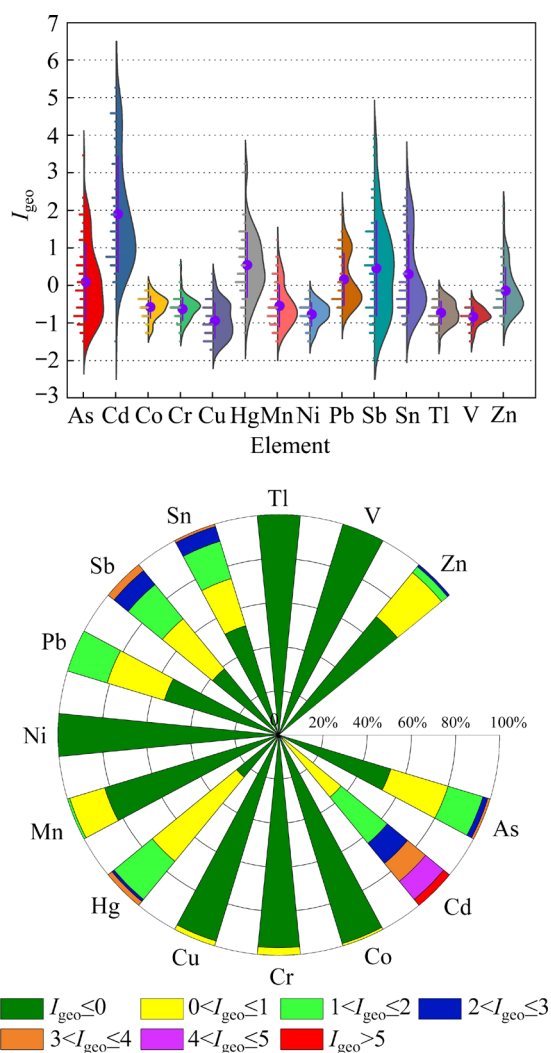 7
6
5
4
3
2
1
0
−1
−2
−3
Igeo
As Cd Co Cr Cu Hg Mn Ni Pb Sb Sn Tl V Zn
Element
Tl
Sn V
Sb Zn
Pb
Ni 0 20% 40% 60% 80% 100%
Mn As
Hg Cd
Cu Co
Cr
Igeo≤0 0<Igeo≤1 1<Igeo≤2 2<Igeo≤3
3<Igeo≤4 4<Igeo≤5 Igeo>5